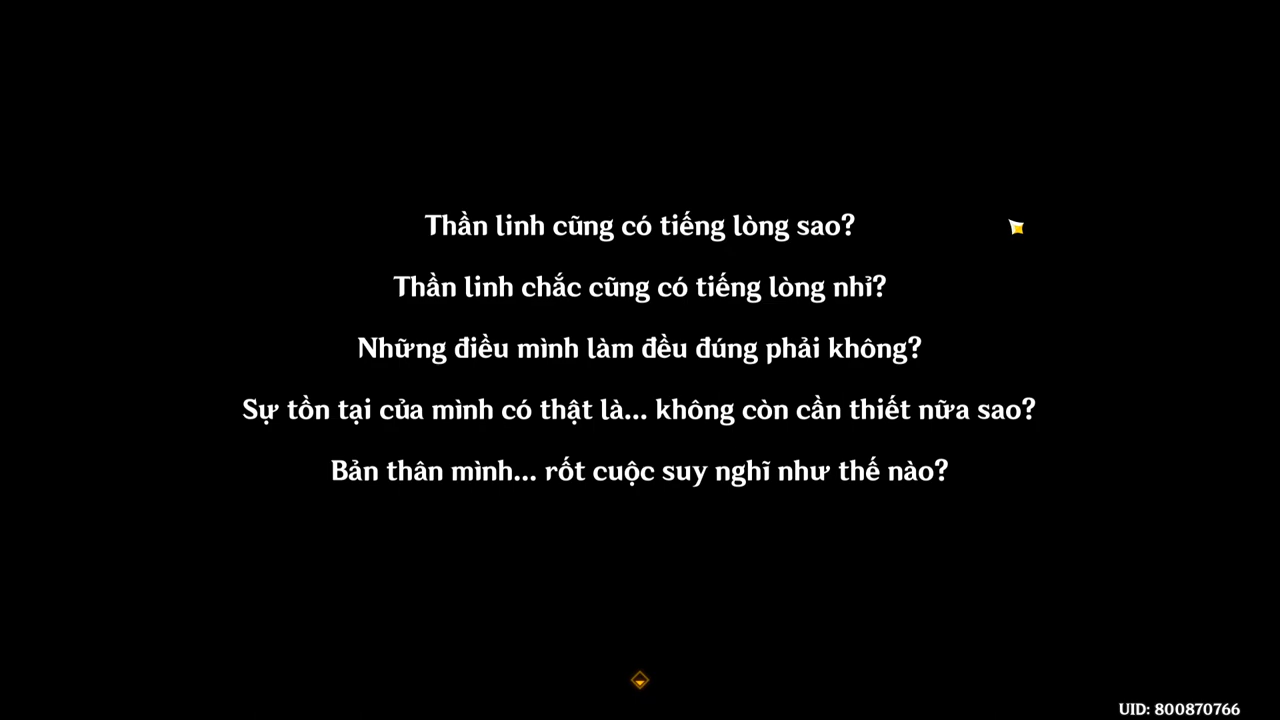 Thần linh cũng có tiếng lòng sao?
Thần linh chắc cũng có tiếng lòng nhỉ?
Những điều mình làm đều đúng phải không?
Sự tồn tại của mình có thật là... không còn cần thiết nữa sao?
Bản thân mình... rốt cuộc suy nghĩ như thế nào?
UID: 800870766